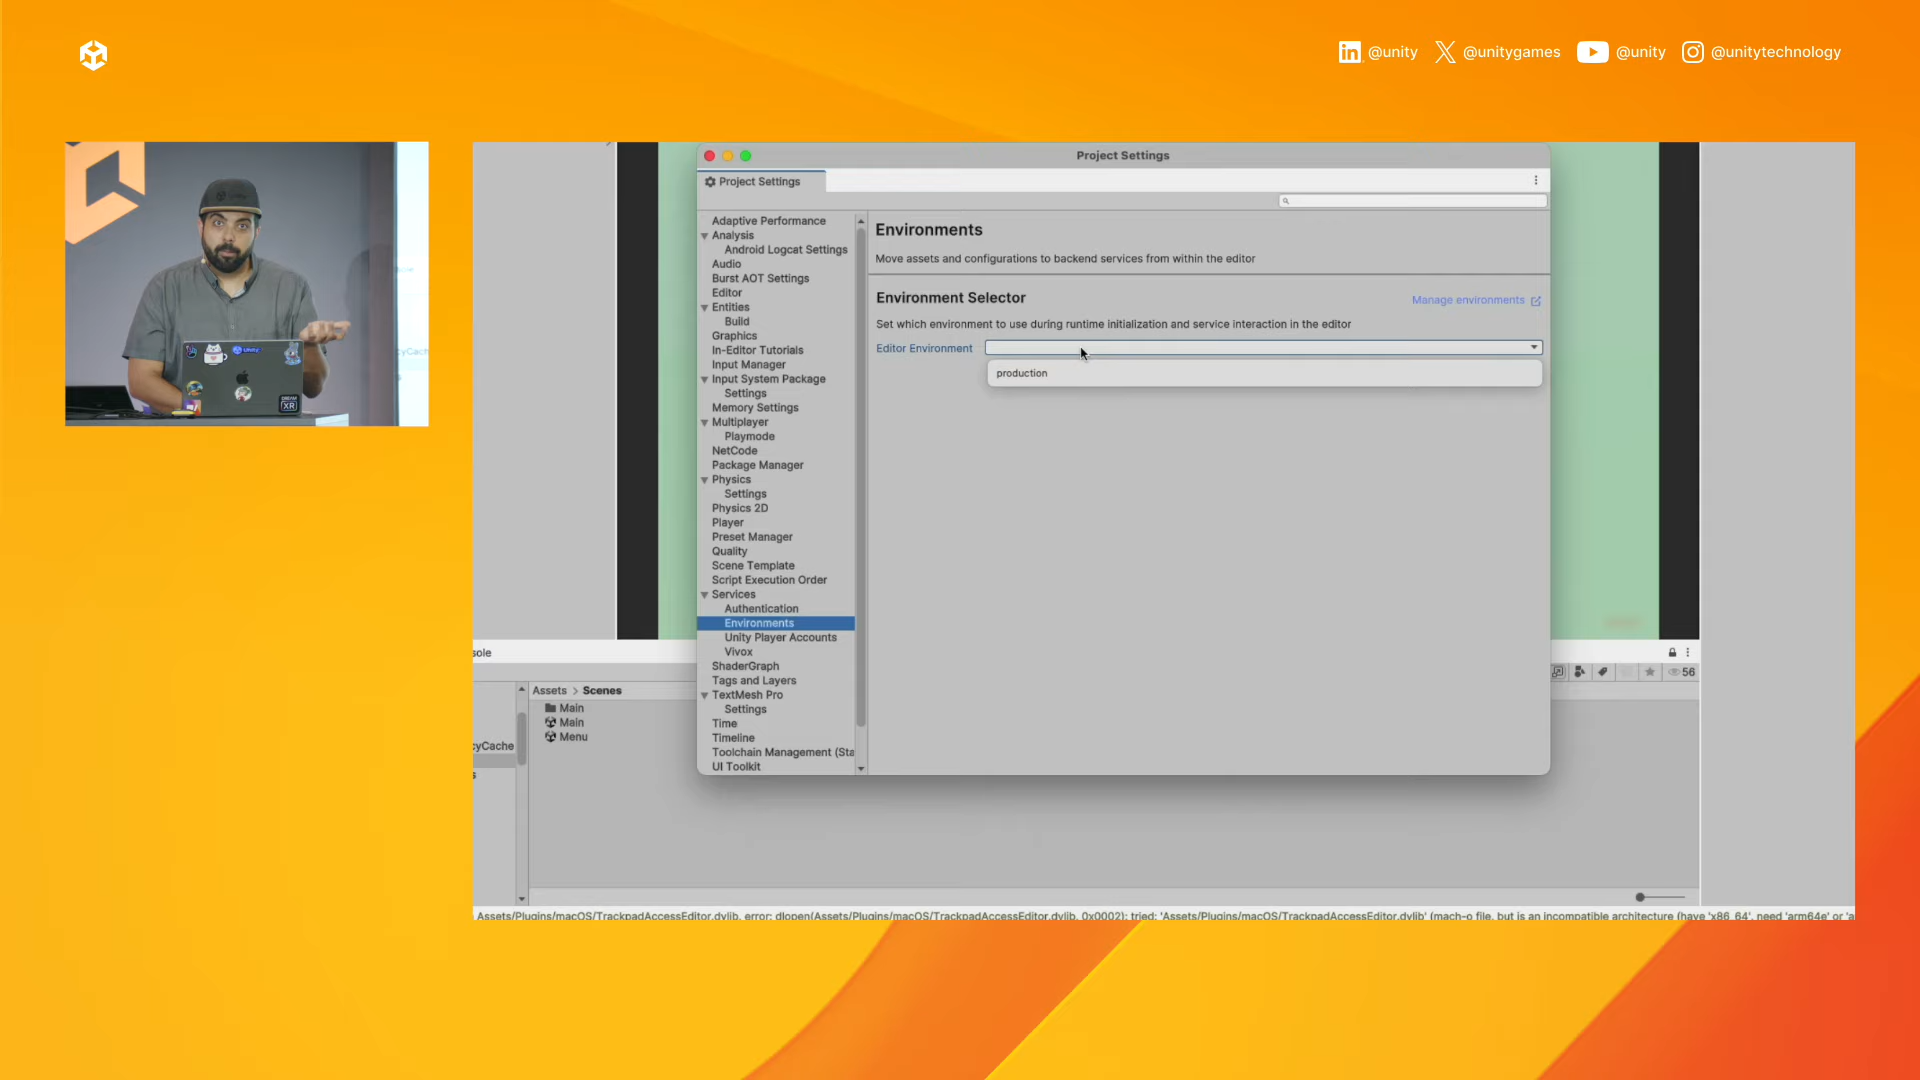 @unity
@unitygames
@unity
@unitytechnology
Project Settings
Project Settings
Adaptive Performance
Analysis
Android Logcat Settings
Audio
Burst AOT Settings
Editor
Entities
Build
Graphics
In-Editor Tutorials
Input Manager
Input System Package
Settings
Memory Settings
Multiplayer
Playmode
NetCode
Package Manager
Physics
Settings
Physics 2D
Player
Preset Manager
Quality
Scene Template
Script Execution Order
Services
Authentication
Environments
Unity Player Accounts
Vivox
ShaderGraph
Tags and Layers
TextMesh Pro
Settings
Time
Timeline
Toolchain Management (Sta
UI Toolkit
Environments
Move assets and configurations to backend services from within the editor
Environment Selector
Manage environments
Set which environment to use during runtime initialization and service interaction in the editor
Editor Environment
production
sole
56
Assets > Scenes
Main
Main
Menu
cyCache
Assets/Plugins/macOS/TrackpadAccessEditor.dylib, error: dlopen(Assets/Plugins/macOS/TrackpadAccessEditor.dylib, 0x0002): tried: 'Assets/Plugins/macOS/TrackpadAccessEditor.dylib' (mach-o file, but is an incompatible architecture (have 'x86_64', need 'arm64e' or 'a
unity
DREAM
XR